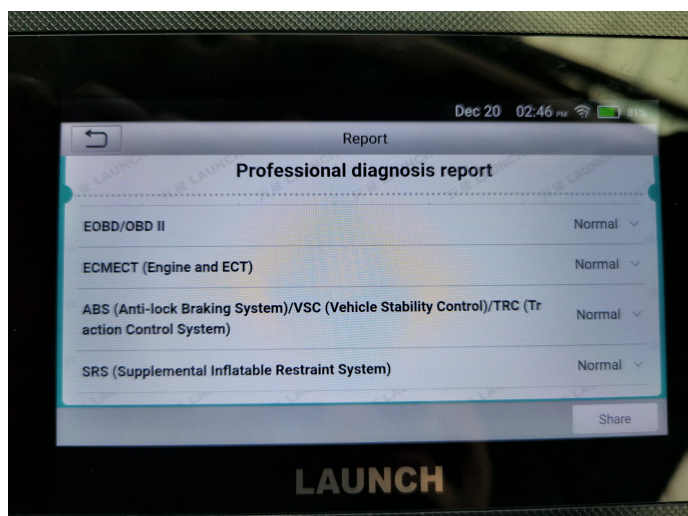 Dec 20 02:46 PM 81%
Report
Professional diagnosis report
EOBD/OBD II Normal
ECMECT (Engine and ECT) Normal
ABS (Anti-lock Braking System)/VSC (Vehicle Stability Control)/TRC (Tr
action Control System) Normal
SRS (Supplemental Inflatable Restraint System) Normal
Share
LAUNCH